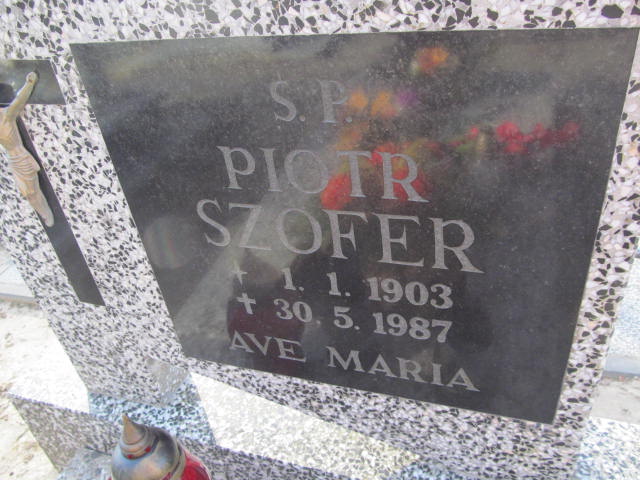 S. P.
PIOTR
SZOFER
+ 1. 1. 1903
+ 30. 5. 1987
AVE MARIA